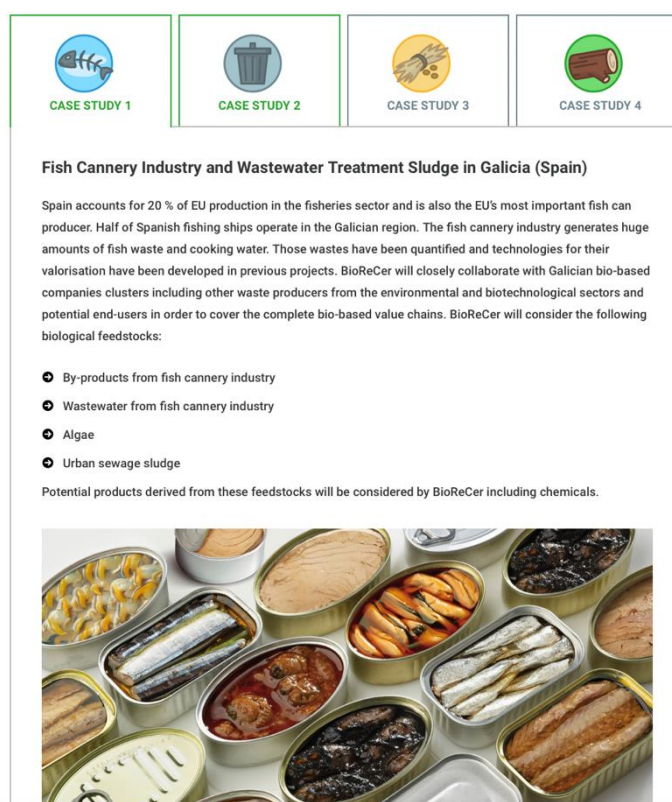 CASE STUDY 1
CASE STUDY 2
CASE STUDY 3
CASE STUDY 4
Fish Cannery Industry and Wastewater Treatment Sludge in Galicia (Spain)
Spain accounts for 20 % of EU production in the fisheries sector and is also the EU's most important fish can
producer. Half of Spanish fishing ships operate in the Galician region. The fish cannery industry generates huge
amounts of fish waste and cooking water. Those wastes have been quantified and technologies for their
valorisation have been developed in previous projects. BioReCer will closely collaborate with Galician bio-based
companies clusters including other waste producers from the environmental and biotechnological sectors and
potential end-users in order to cover the complete bio-based value chains. BioReCer will consider the following
biological feedstocks:
By-products from fish cannery industry
Wastewater from fish cannery industry
Algae
Urban sewage sludge
Potential products derived from these feedstocks will be considered by BioReCer including chemicals.